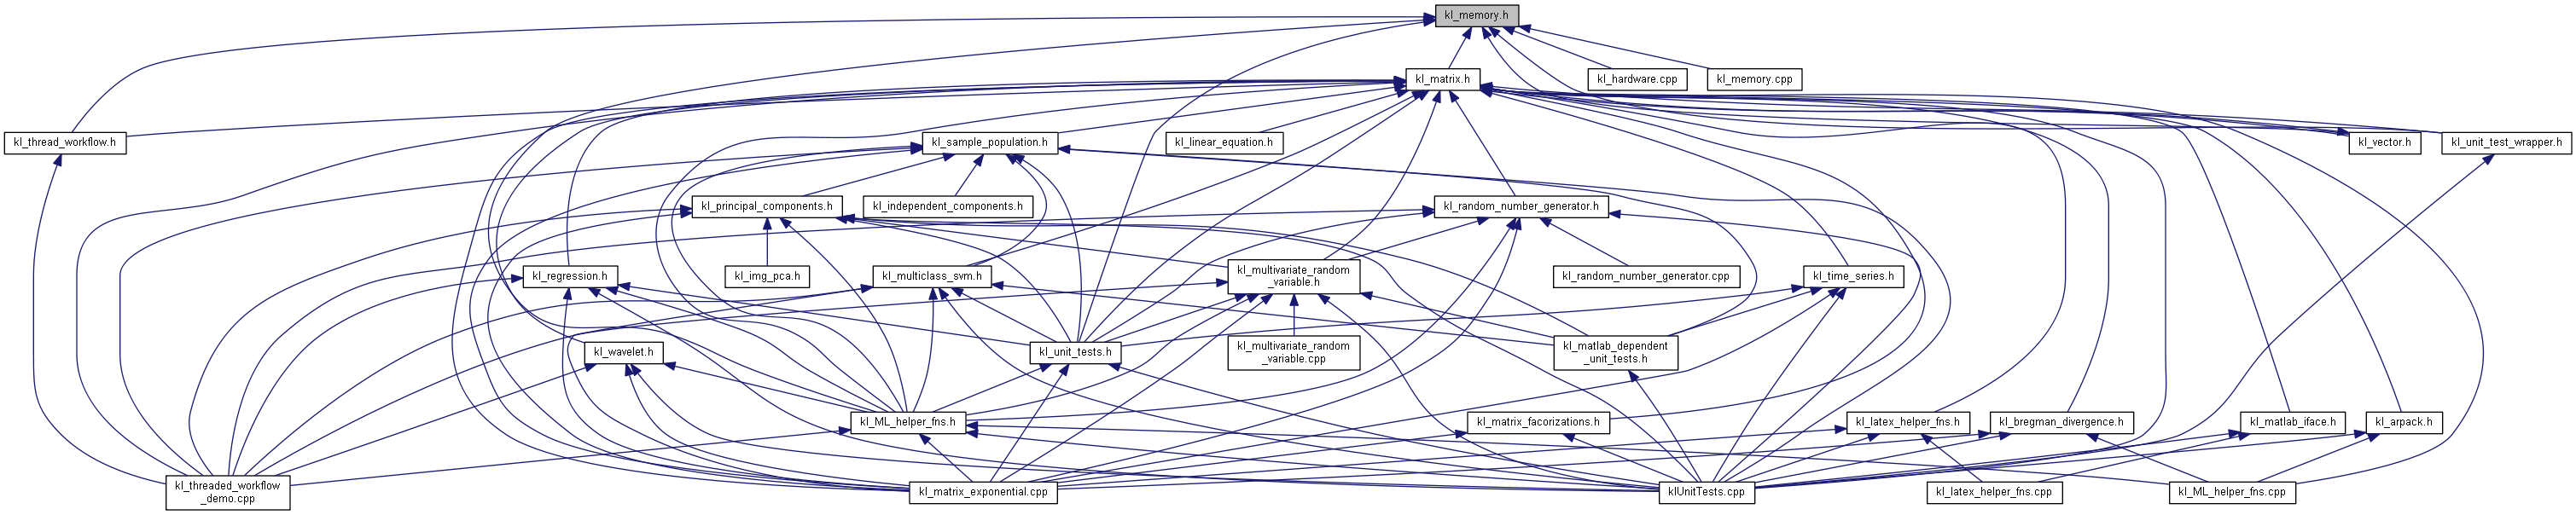 kl_memory.h
kl_matrix.h
kl_hardware.cpp
kl_memory.cpp
kl_thread_workflow.h
kl_sample_population.h
kl_linear_equation.h
kl_vector.h
kl_unit_test_wrapper.h
kl_principal_components.h
kl_independent_components.h
kl_random_number_generator.h
kl_regression.h
kl_img_pca.h
kl_multiclass_svm.h
kl_multivariate_random
_variable.h
kl_random_number_generator.cpp
kl_time_series.h
kl_wavelet.h
kl_unit_tests.h
kl_multivariate_random
_variable.cpp
kl_matlab_dependent
_unit_tests.h
kl_ML_helper_fns.h
kl_matrix_facorizations.h
kl_latex_helper_fns.h
kl_bregman_divergence.h
kl_matlab_iface.h
kl_arpack.h
kl_threaded_workflow
_demo.cpp
kl_matrix_exponential.cpp
klUnitTests.cpp
kl_latex_helper_fns.cpp
kl_ML_helper_fns.cpp